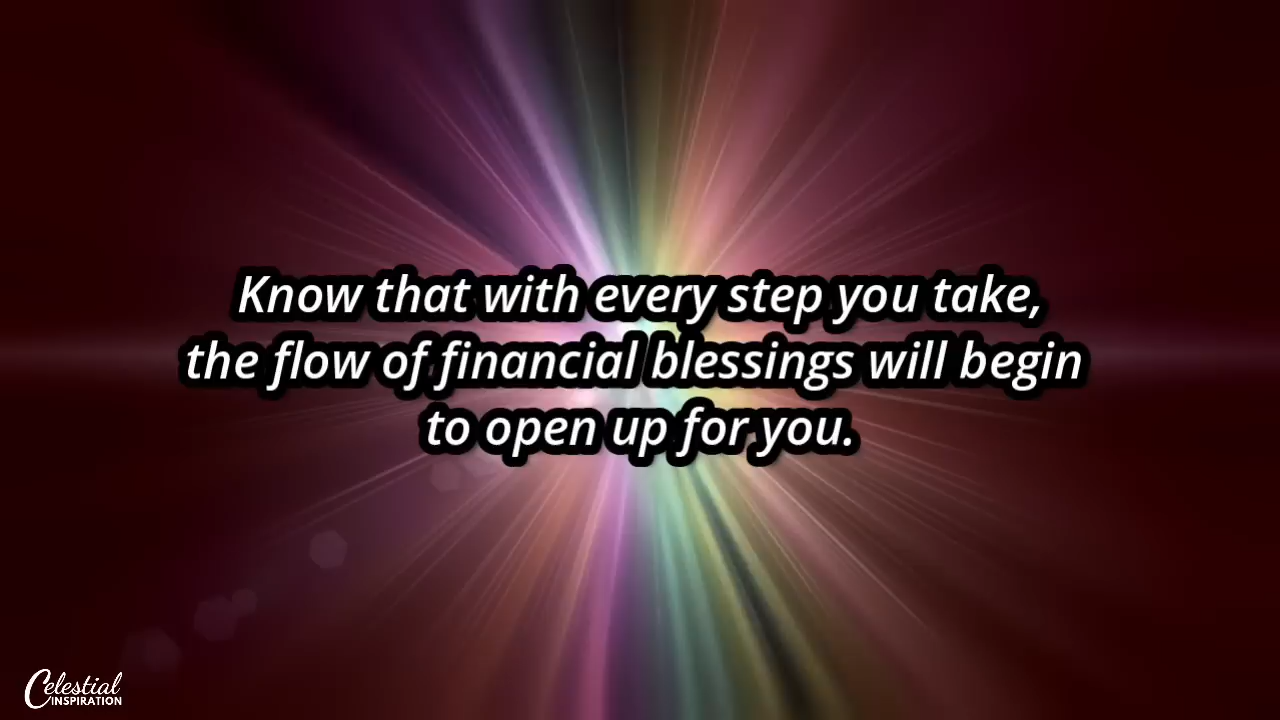 Know that with every step you take,
the flow of financial blessings will begin
to open up for you.
Celestial
INSPIRATION